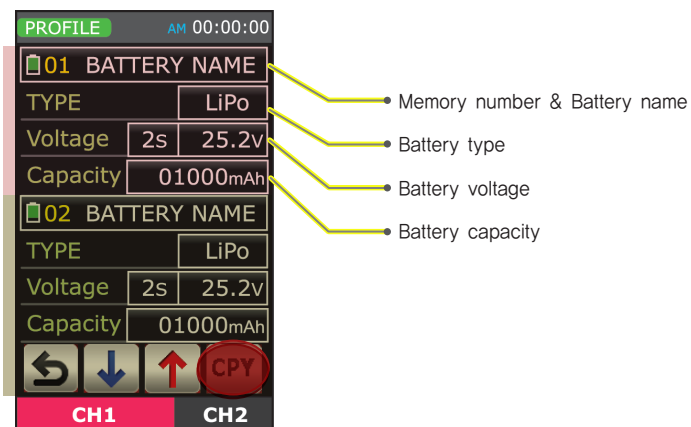 PROFILE AM 00:00:00
01 BATTERY NAME
TYPE LiPo
Voltage 2s 25.2v
Capacity 01000mAh
02 BATTERY NAME
TYPE LiPo
Voltage 2s 25.2v
Capacity 01000mAh
CPY
CH1 CH2
Memory number & Battery name
Battery type
Battery voltage
Battery capacity